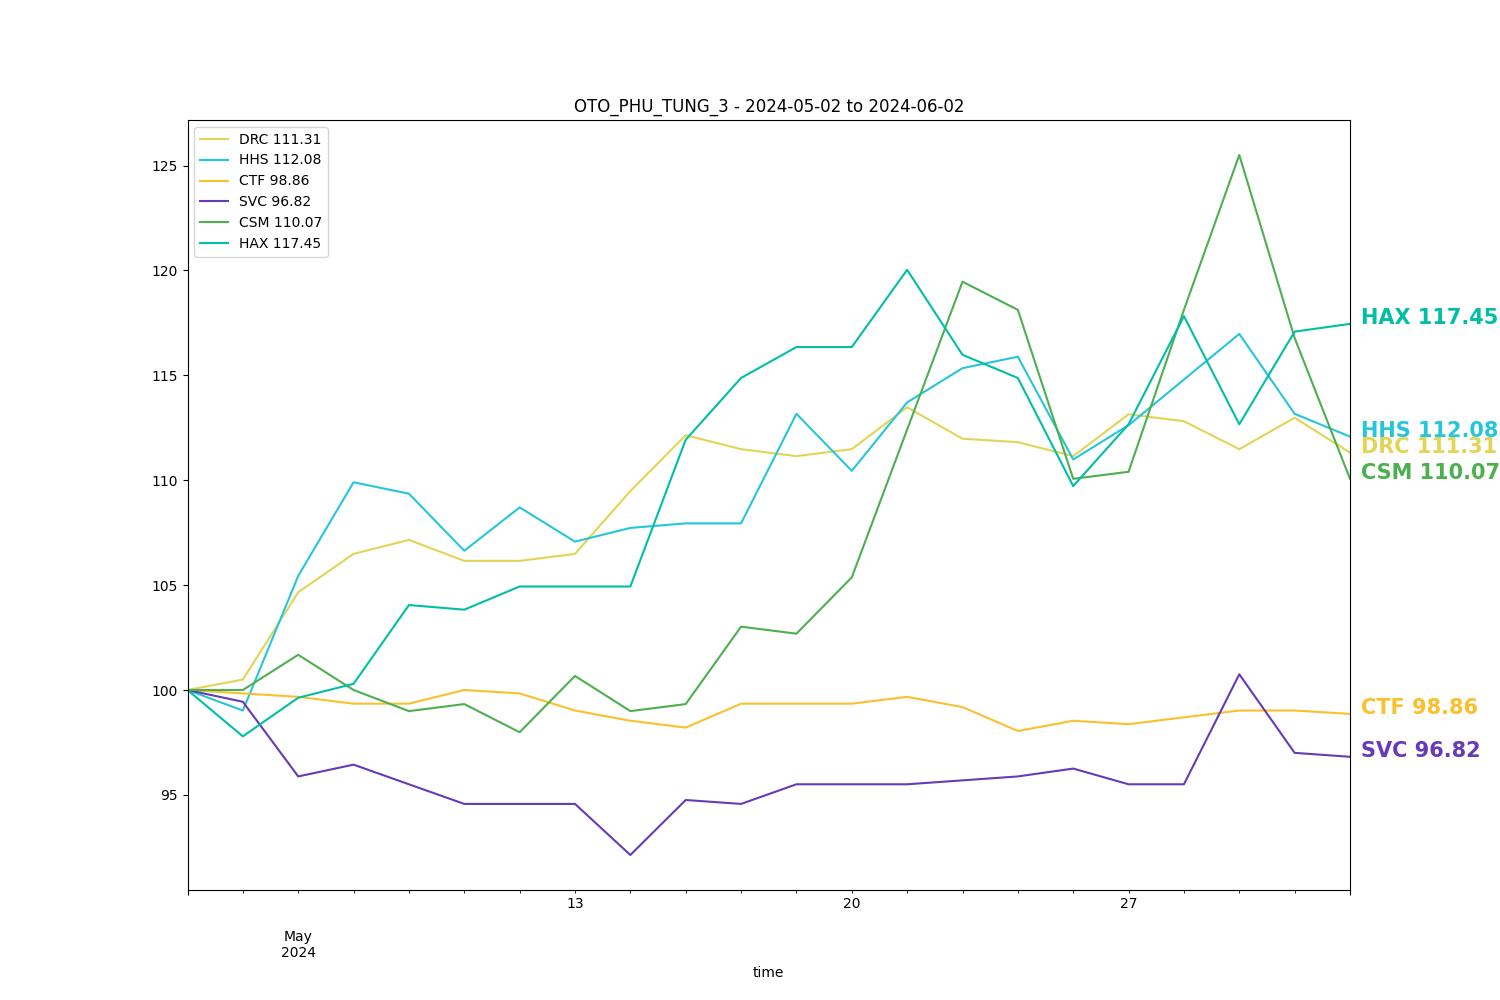 OTO_PHU_TUNG_3 - 2024-05-02 to 2024-06-02
DRC 111.31
HHS 112.08
CTF 98.86
SVC 96.82
CSM 110.07
HAX 117.45
125
120
115
110
105
100
95
HAX 117.45
HHS 112.08
DRC 111.31
CSM 110.07
CTF 98.86
SVC 96.82
13
20
27
May
2024
time